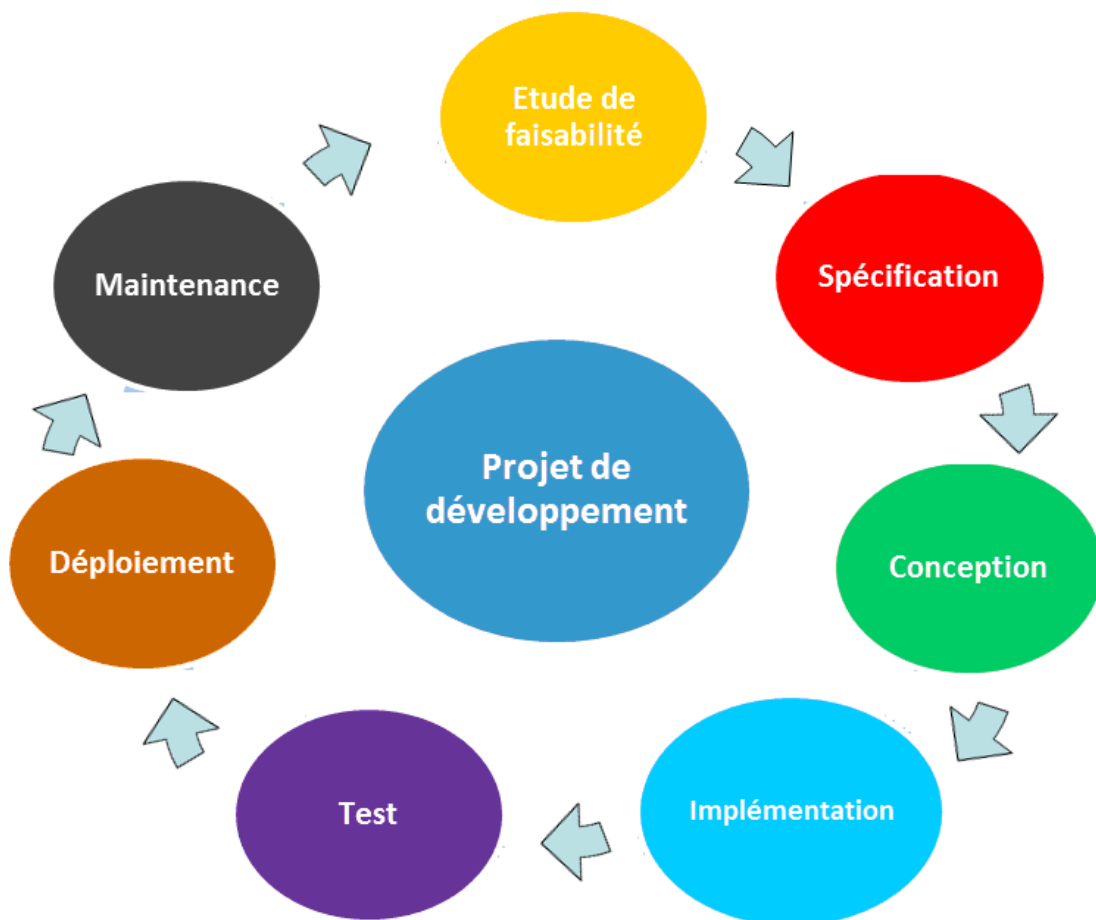 Etude de
faisabilité
Spécification
Conception
Implémentation
Test
Déploiement
Maintenance
Projet de
développement